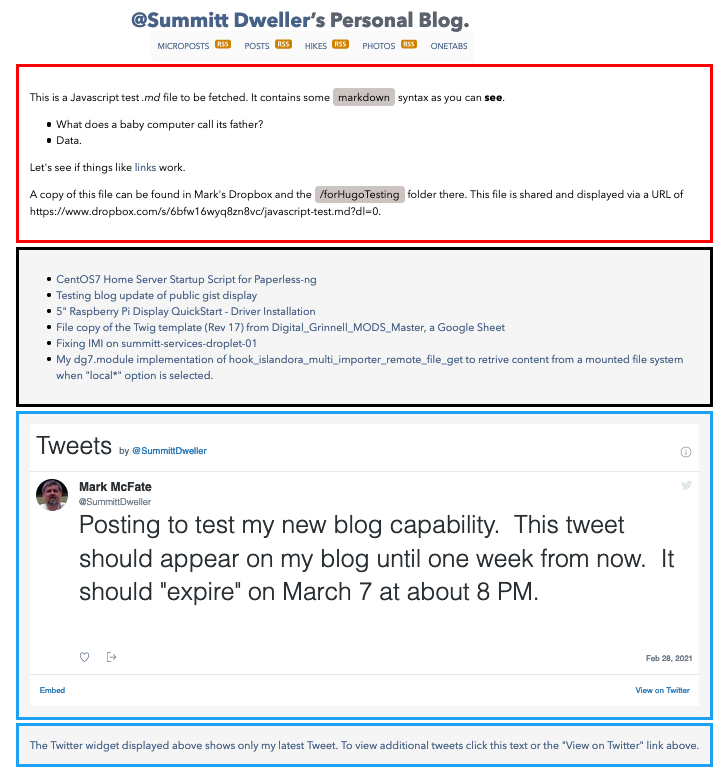 @Summitt Dweller's Personal Blog.
MICROPOSTS RSS POSTS RSS HIKES RSS PHOTOS RSS ONETABS
This is a Javascript test .md file to be fetched. It contains some markdown syntax as you can see.
• What does a baby computer call its father?
• Data.
Let's see if things like links work.
A copy of this file can be found in Mark's Dropbox and the /forHugoTesting folder there. This file is shared and displayed via a URL of
https://www.dropbox.com/s/6bfw16wyq8zn8vc/javascript-test.md?dl=0.
• CentOS7 Home Server Startup Script for Paperless-ng
• Testing blog update of public gist display
• 5" Raspberry Pi Display QuickStart - Driver Installation
• File copy of the Twig template (Rev 17) from Digital_Grinnell_MODS_Master, a Google Sheet
• Fixing IMI on summitt-services-droplet-01
• My dg7.module implementation of hook_islandora_multi_importer_remote_file_get to retrive content from a mounted file system
when "local*" option is selected.
Tweets by @SummittDweller
Mark McFate
@SummittDweller
Posting to test my new blog capability. This tweet
should appear on my blog until one week from now. It
should "expire" on March 7 at about 8 PM.
Feb 28, 2021
Embed View on Twitter
The Twitter widget displayed above shows only my latest Tweet. To view additional tweets click this text or the "View on Twitter" link above.